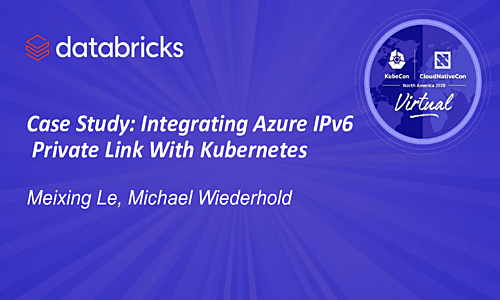 databricks
KubeCon CloudNativeCon
North America 2020
Virtual
Case Study: Integrating Azure IPv6
Private Link With Kubernetes
Meixing Le, Michael Wiederhold